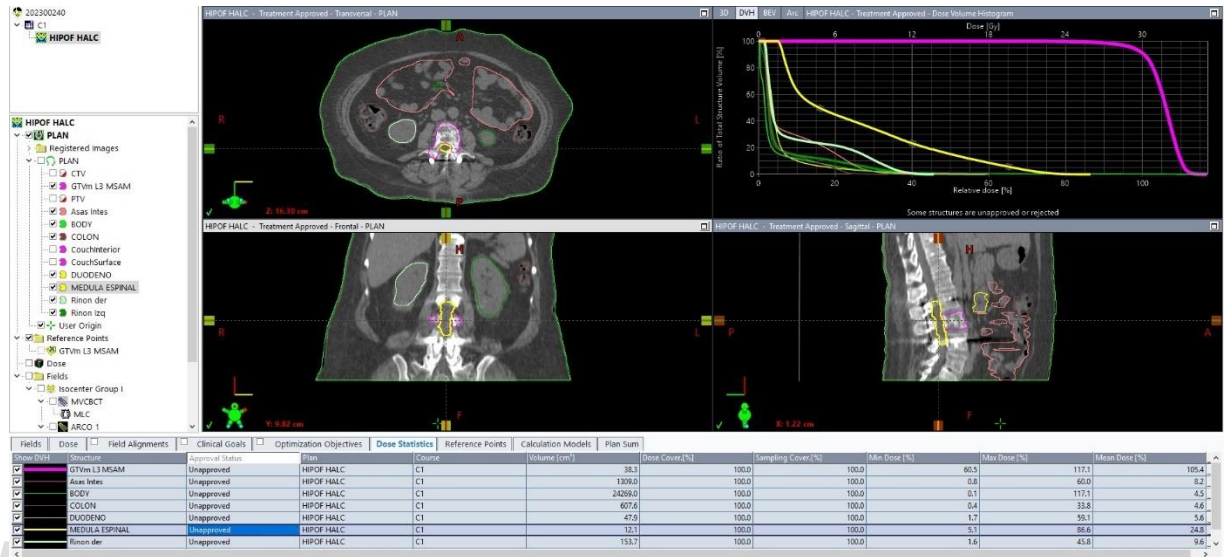 202300240
C1
HIPOF HALC
HIPOF HALC
PLAN
Registered Images
PLAN
CTV
GTVm L3 MSAM
PTV
Asas Intes
BODY
COLON
CouchInterior
CouchSurface
DUODENO
MEDULA ESPINAL
Rinon der
Rinon Izq
User Origin
Reference Points
GTVm L3 MSAM
Dose
Fields
Isocenter Group I
MVCBCT
MLC
ARCO 1
HIPOF HALC - Treatment Approved - Transversal - PLAN
A
R
L
P
Z: 16.30 cm
3D DVH BEV Arc HIPOF HALC - Treatment Approved - Dose Volume Histogram
Dose [Gy]
0 6 12 18 24 30
Ratio of Total Structure Volume [%]
100
80
60
40
20
0
0 20 40 60 80 100
Relative dose [%]
Some structures are unapproved or rejected
HIPOF HALC - Treatment Approved - Frontal - PLAN
H
R
L
F
Y: 9.82 cm
HIPOF HALC - Treatment Approved - Sagittal - PLAN
H
P
A
F
X: 1.22 cm
Fields Dose Field Alignments Clinical Goals Optimization Objectives Dose Statistics Reference Points Calculation Models Plan Sum
Show DVH Structure Approval Status Plan Course Volume [cm³] Dose Cover.[%] Sampling Cover.[%] Min Dose [%] Max Dose [%] Mean Dose [%]
GTVm L3 MSAM Unapproved HIPOF HALC C1 38.3 100.0 100.0 60.5 117.1 105.4
Asas Intes Unapproved HIPOF HALC C1 1309.0 100.0 100.0 0.8 60.0 8.2
BODY Unapproved HIPOF HALC C1 24269.0 100.0 100.0 0.1 117.1 4.5
COLON Unapproved HIPOF HALC C1 607.6 100.0 100.0 0.4 33.8 4.6
DUODENO Unapproved HIPOF HALC C1 47.9 100.0 100.0 1.7 59.1 5.6
MEDULA ESPINAL Unapproved HIPOF HALC C1 12.1 100.0 100.0 5.1 86.6 24.8
Rinon der Unapproved HIPOF HALC C1 153.7 100.0 100.0 1.6 45.8 9.6